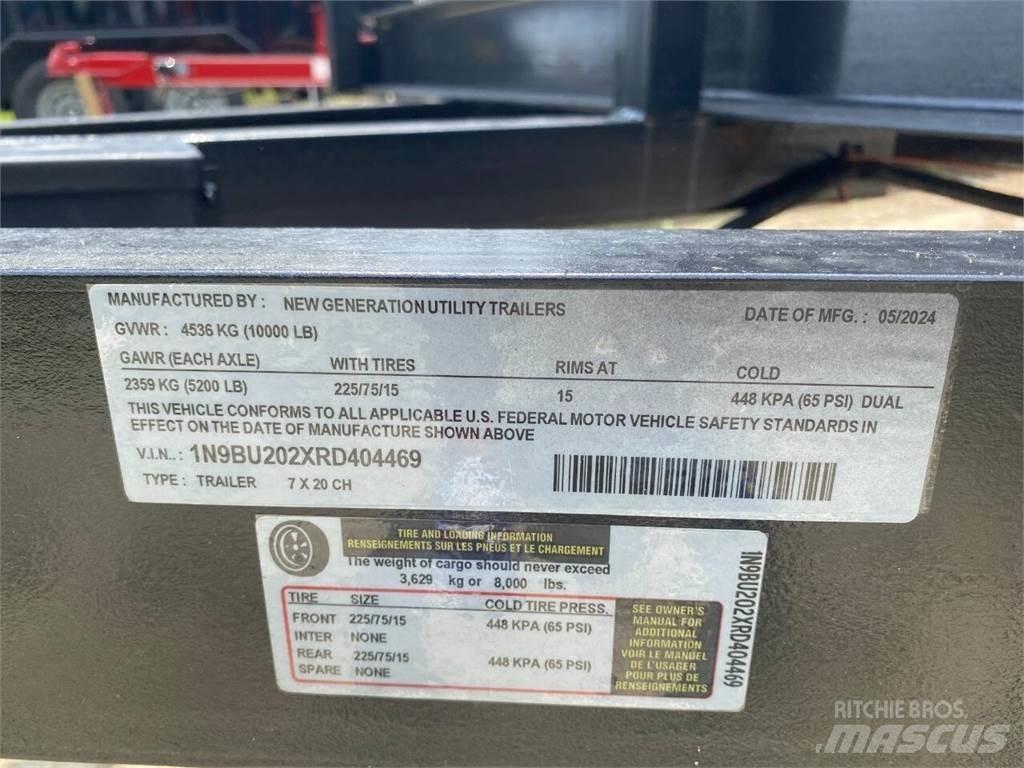 MANUFACTURED BY : NEW GENERATION UTILITY TRAILERS DATE OF MFG. : 05/2024
GVWR : 4536 KG (10000 LB)
GAWR (EACH AXLE) WITH TIRES RIMS AT COLD
2359 KG (5200 LB) 225/75/15 15 448 KPA (65 PSI) DUAL
THIS VEHICLE CONFORMS TO ALL APPLICABLE U.S. FEDERAL MOTOR VEHICLE SAFETY STANDARDS IN
EFFECT ON THE DATE OF MANUFACTURE SHOWN ABOVE
V.I.N.. : 1N9BU202XRD404469
TYPE : TRAILER 7 X 20 CH
TIRE AND LOADING INFORMATION
RENSEIGNEMENTS SUR LES PNEUS ET LE CHARGEMENT
The weight of cargo should never exceed
3,629 kg or 8,000 lbs.
TIRE SIZE COLD TIRE PRESS.
FRONT 225/75/15 448 KPA (65 PSI)
INTER NONE
REAR 225/75/15 448 KPA (65 PSI)
SPARE NONE
SEE OWNER'S
MANUAL FOR
ADDITIONAL
INFORMATION
VOIR LE MANUEL
DE L'USAGER
POUR PLUS DE
RENSEIGNEMENTS
1N9BU202XRD404469
RITCHIE BROS.
MASCUS